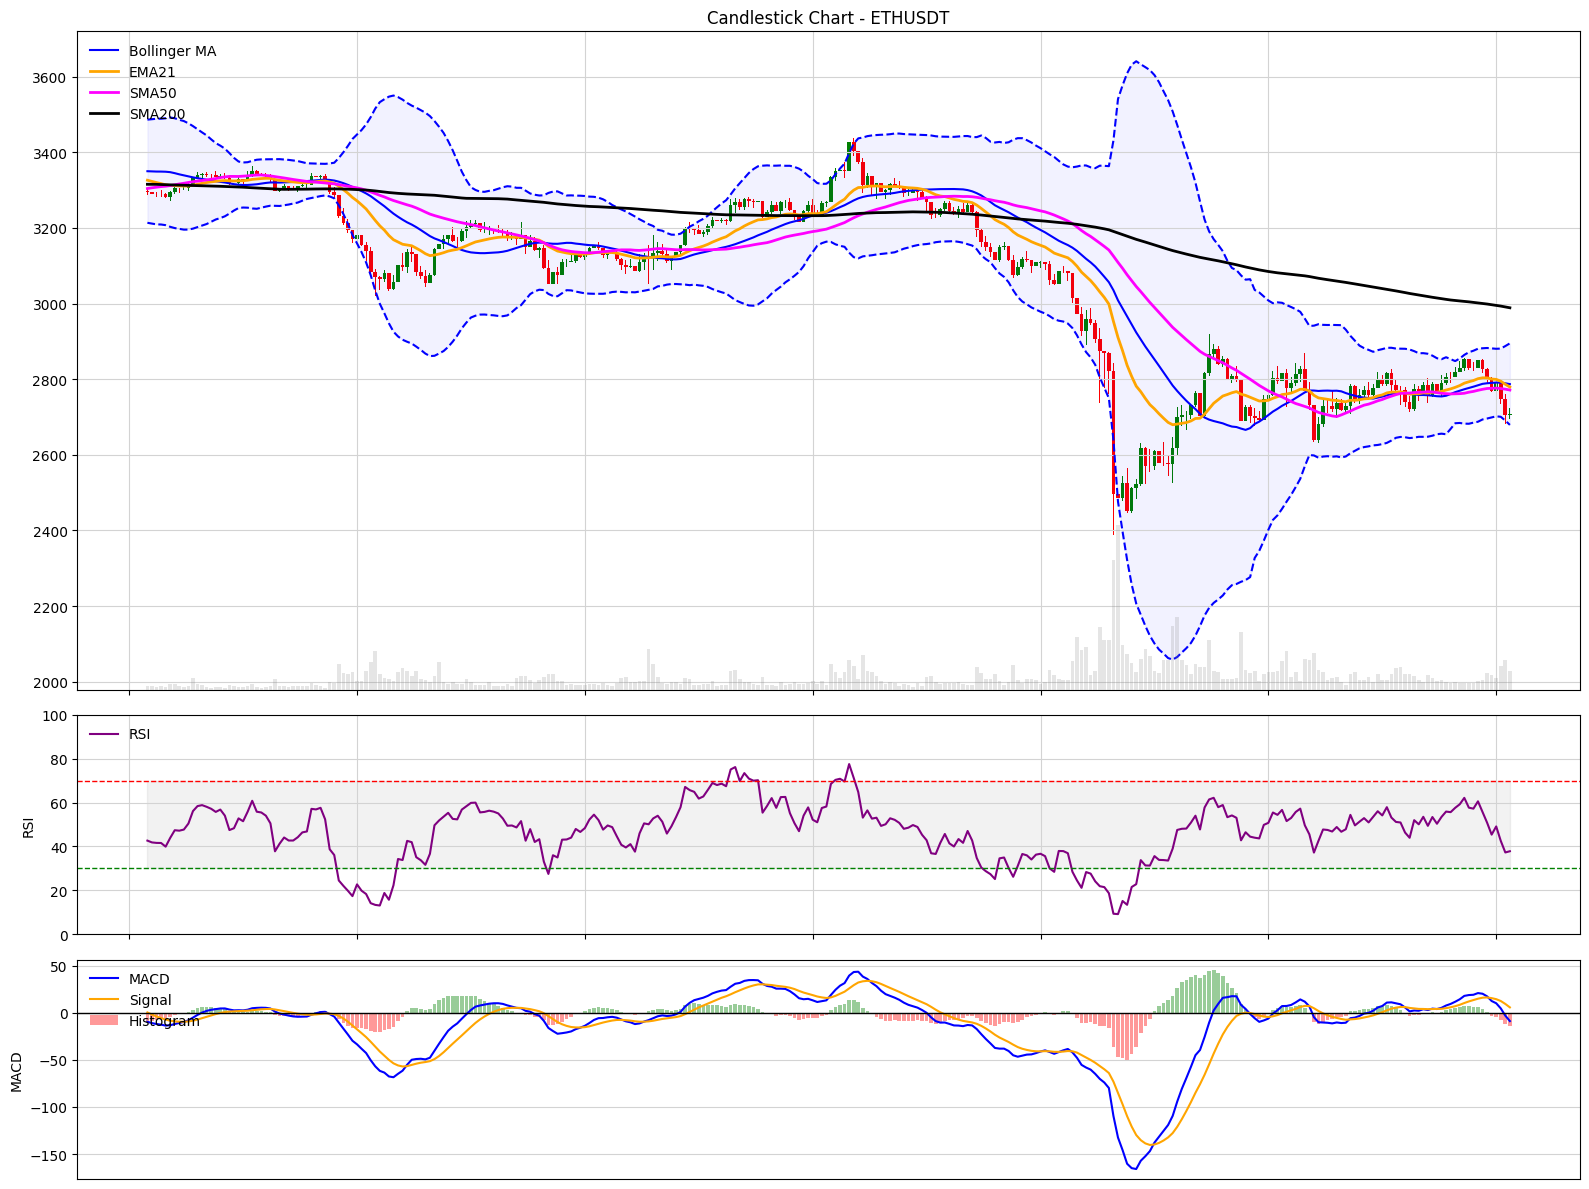 Candlestick Chart - ETHUSDT
Bollinger MA
EMA21
SMA50
SMA200
3600
3400
3200
3000
2800
2600
2400
2200
2000
RSI
100
80
60
40
20
0
RSI
MACD
Signal
Histogram
50
0
−50
−100
−150
MACD